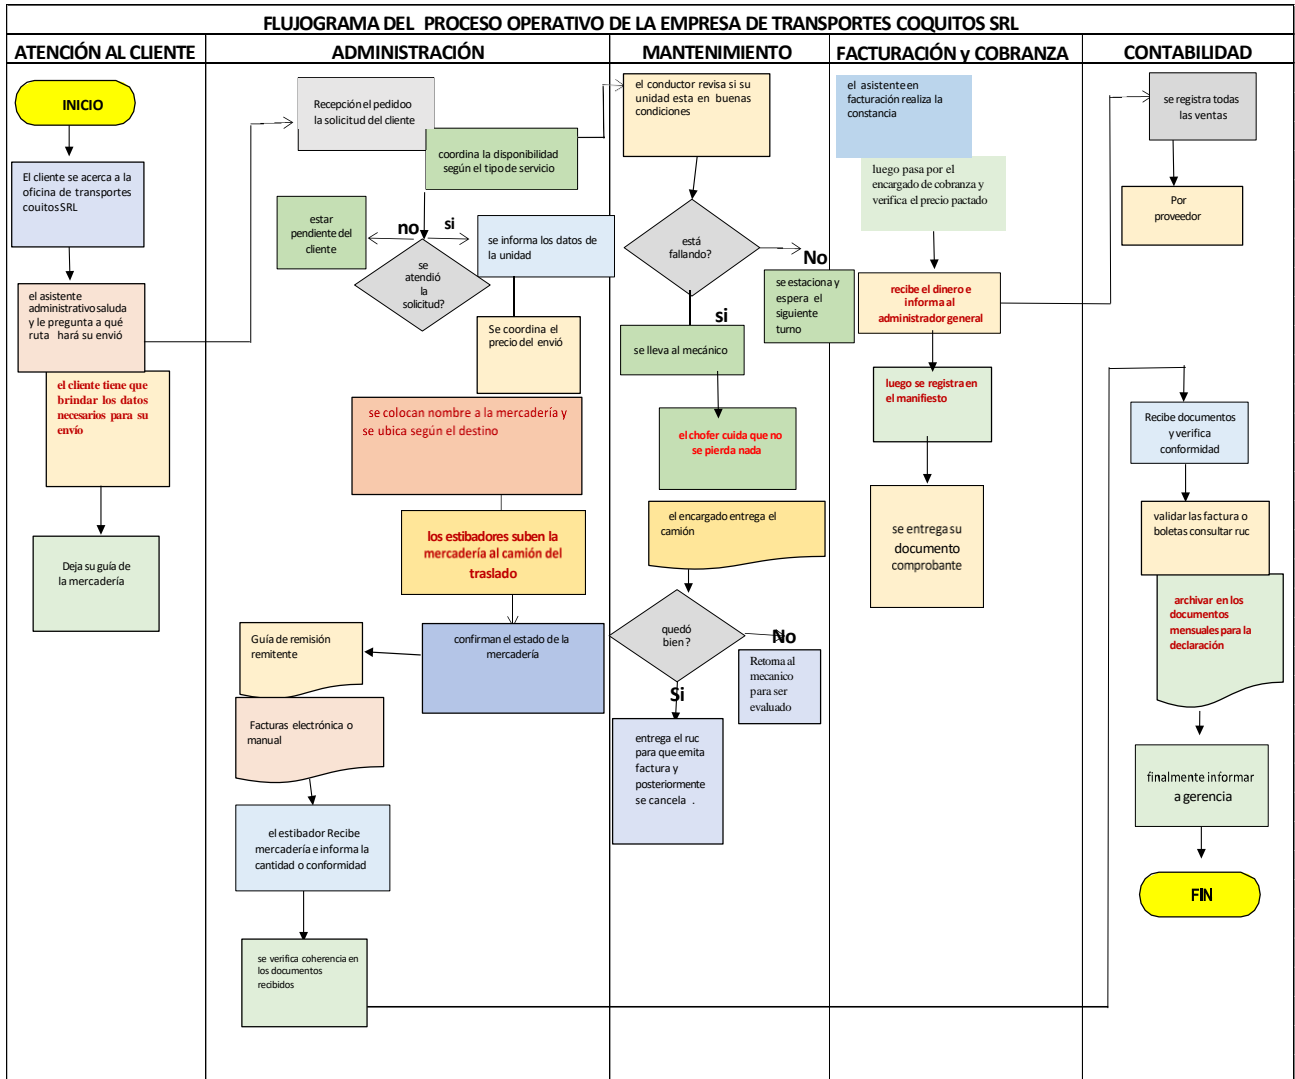 FLUJOGRAMA DEL PROCESO OPERATIVO DE LA EMPRESA DE TRANSPORTES COQUITOS SRL
ATENCIÓN AL CLIENTE
ADMINISTRACIÓN
MANTENIMIENTO
FACTURACIÓN y COBRANZA
CONTABILIDAD
INICIO
El cliente se acerca a la
oficina de transportes
couitos SRL
el asistente
administrativo saluda
y le pregunta a qué
ruta hará su envió
el cliente tiene que
brindar los datos
necesarios para su
envío
Deja su guía de
la mercadería
Recepción el pedido o
la solicitud del cliente
coordina la disponibilidad
según el tipo de servicio
estar
pendiente del
cliente
no
si
se
atendió
la
solicitud?
se informa los datos de
la unidad
Se coordina el
precio del envió
se colocan nombre a la mercadería y
se ubica según el destino
los estibadores suben la
mercadería al camión del
traslado
confirman el estado de la
mercadería
Guía de remisión
remitente
Facturas electrónica o
manual
el estibador Recibe
mercadería e informa la
cantidad o conformidad
se verifica coherencia en
los documentos
recibidos
el conductor revisa si su
unidad esta en buenas
condiciones
está
fallando?
No
se estaciona y
espera el
siguiente
turno
si
se lleva al mecánico
el chofer cuida que no
se pierda nada
el encargado entrega el
camión
quedó
bien ?
No
Retorna al
mecanico
para ser
evaluado
Si
entrega el ruc
para que emita
factura y
posteriormente
se cancela .
el asistente en
facturación realiza la
constancia
luego pasa por el
encargado de cobranza y
verifica el precio pactado
recibe el dinero e
informa al
administrador general
luego se registra en
el manifiesto
se entrega su
documento
comprobante
se registra todas
las ventas
Por
proveedor
Recibe documentos
y verifica
conformidad
validar las factura o
boletas consultar ruc
archivar en los
documentos
mensuales para la
declaración
finalmente informar
a gerencia
FIN